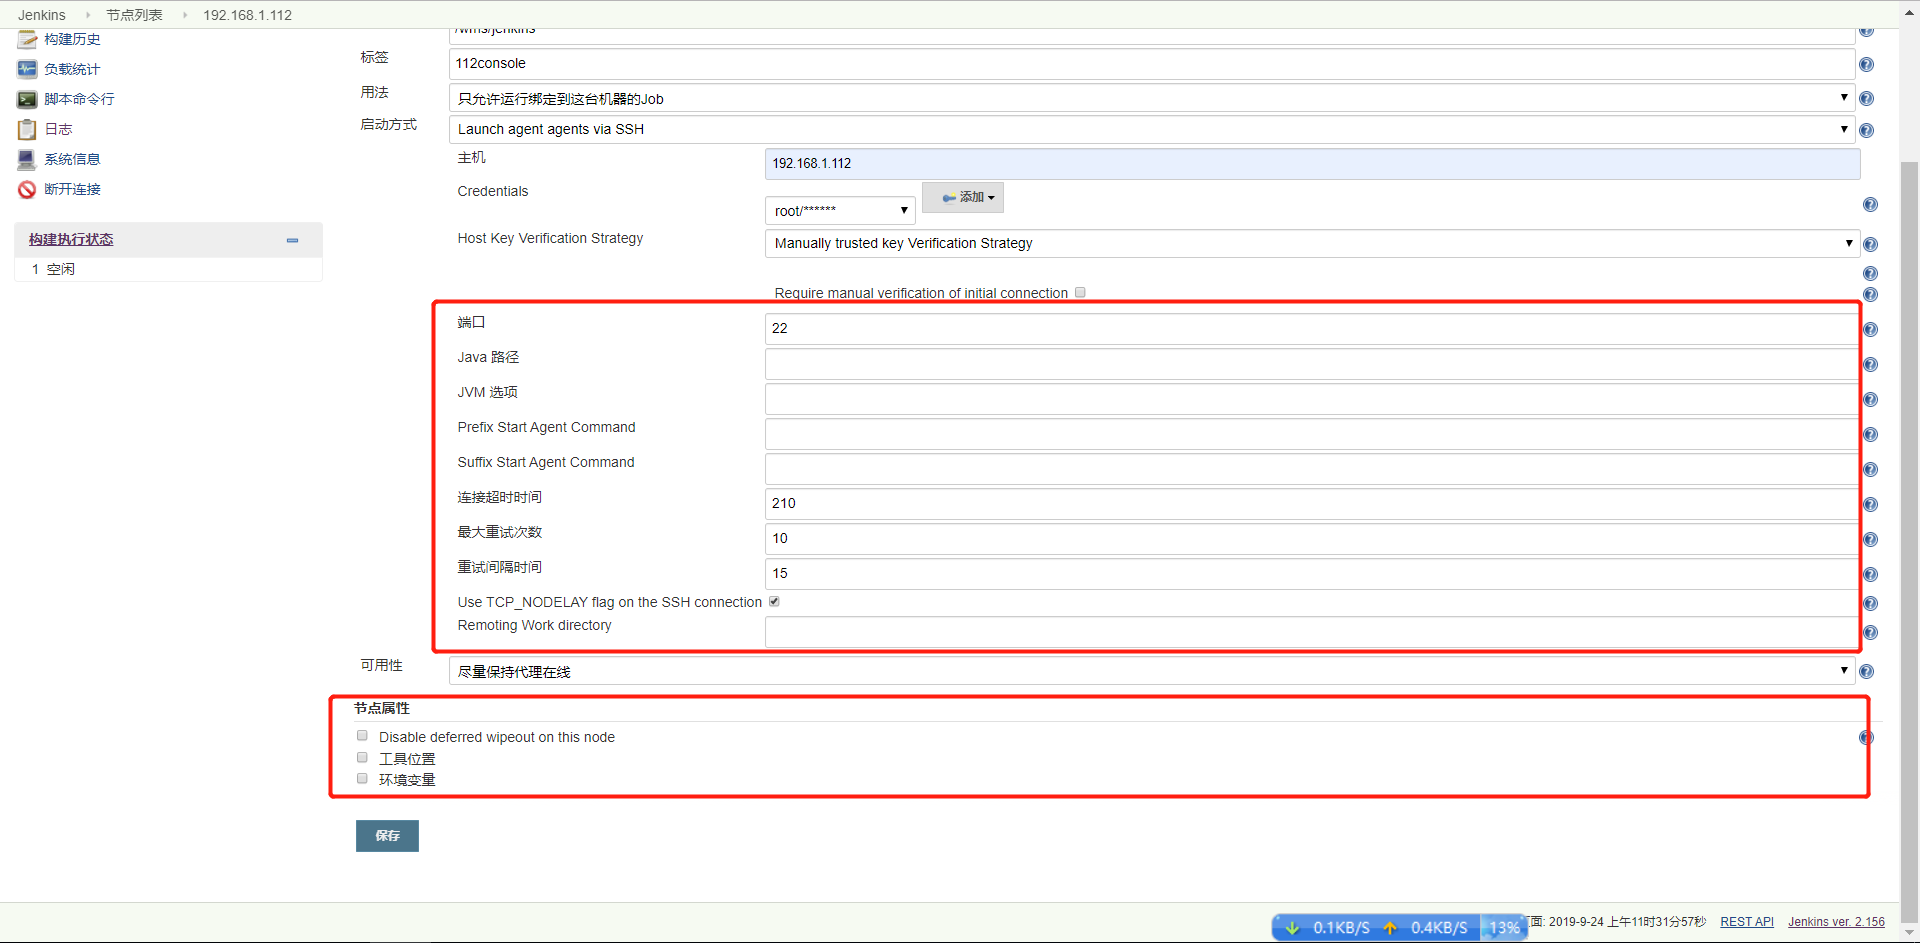 Jenkins 节点列表 192.168.1.112
构建历史
负载统计
脚本命令行
日志
系统信息
断开连接
构建执行状态
1 空闲
/wms/jenkins
标签 112console
用法 只允许运行绑定到这台机器的Job
启动方式 Launch agent agents via SSH
主机 192.168.1.112
Credentials root/****** 添加
Host Key Verification Strategy Manually trusted key Verification Strategy
Require manual verification of initial connection
端口 22
Java 路径
JVM 选项
Prefix Start Agent Command
Suffix Start Agent Command
连接超时时间 210
最大重试次数 10
重试间隔时间 15
Use TCP_NODELAY flag on the SSH connection
Remoting Work directory
可用性 尽量保持代理在线
节点属性
Disable deferred wipeout on this node
工具位置
环境变量
保存
0.1KB/S 0.4KB/S 13% 面: 2019-9-24 上午11时31分57秒 REST API Jenkins ver. 2.156